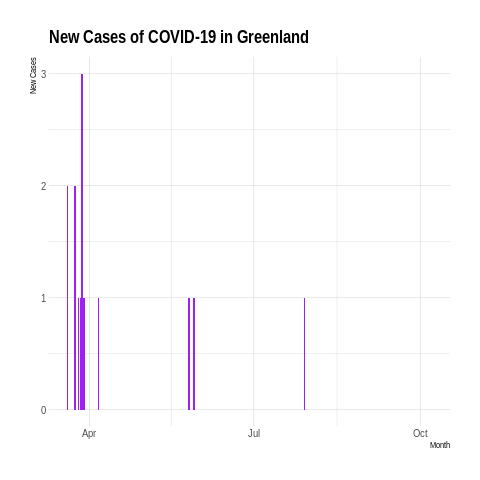 New Cases of COVID-19 in Greenland
New Cases
3
2
1
0
Apr
Jul
Oct
Month